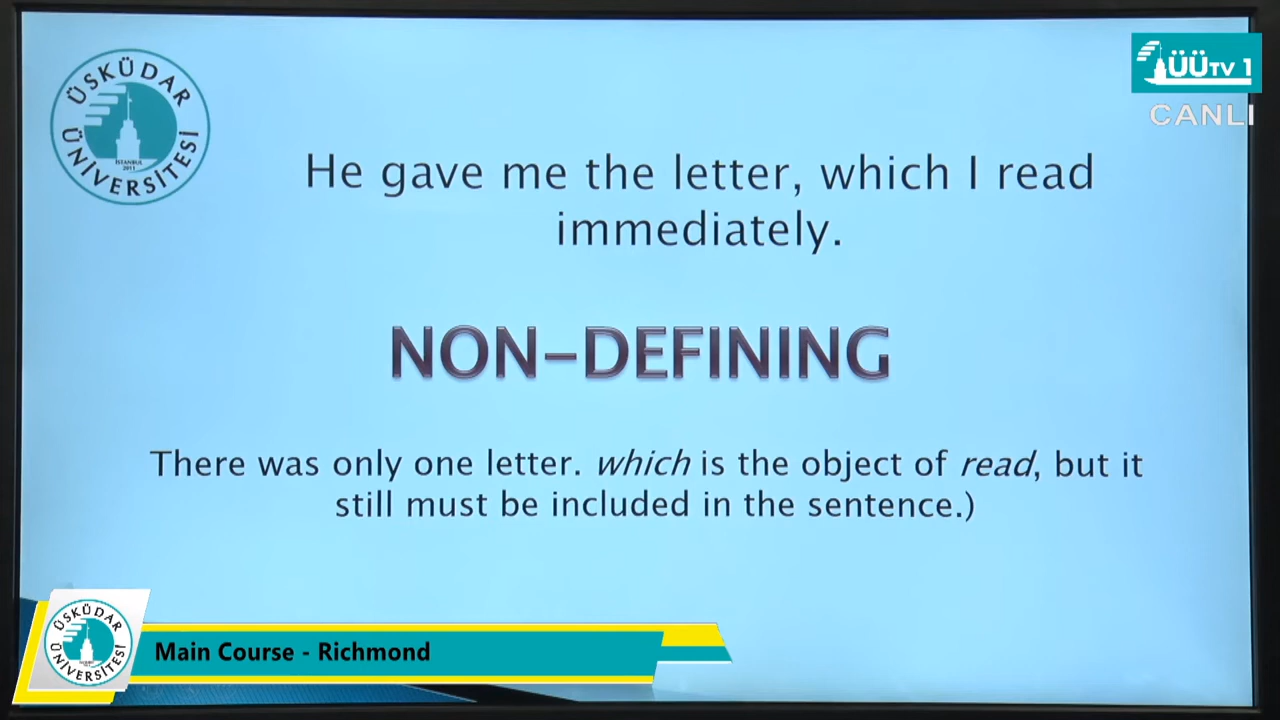 ÜSKÜDAR
ÜNİVERSİTESİ
İSTANBUL
2011
ÜÜTV 1
CANLI
He gave me the letter, which I read
immediately.
NON–DEFINING
There was only one letter. which is the object of read, but it
still must be included in the sentence.)
ÜSKÜDAR
ÜNİVERSİTESİ
Main Course - Richmond